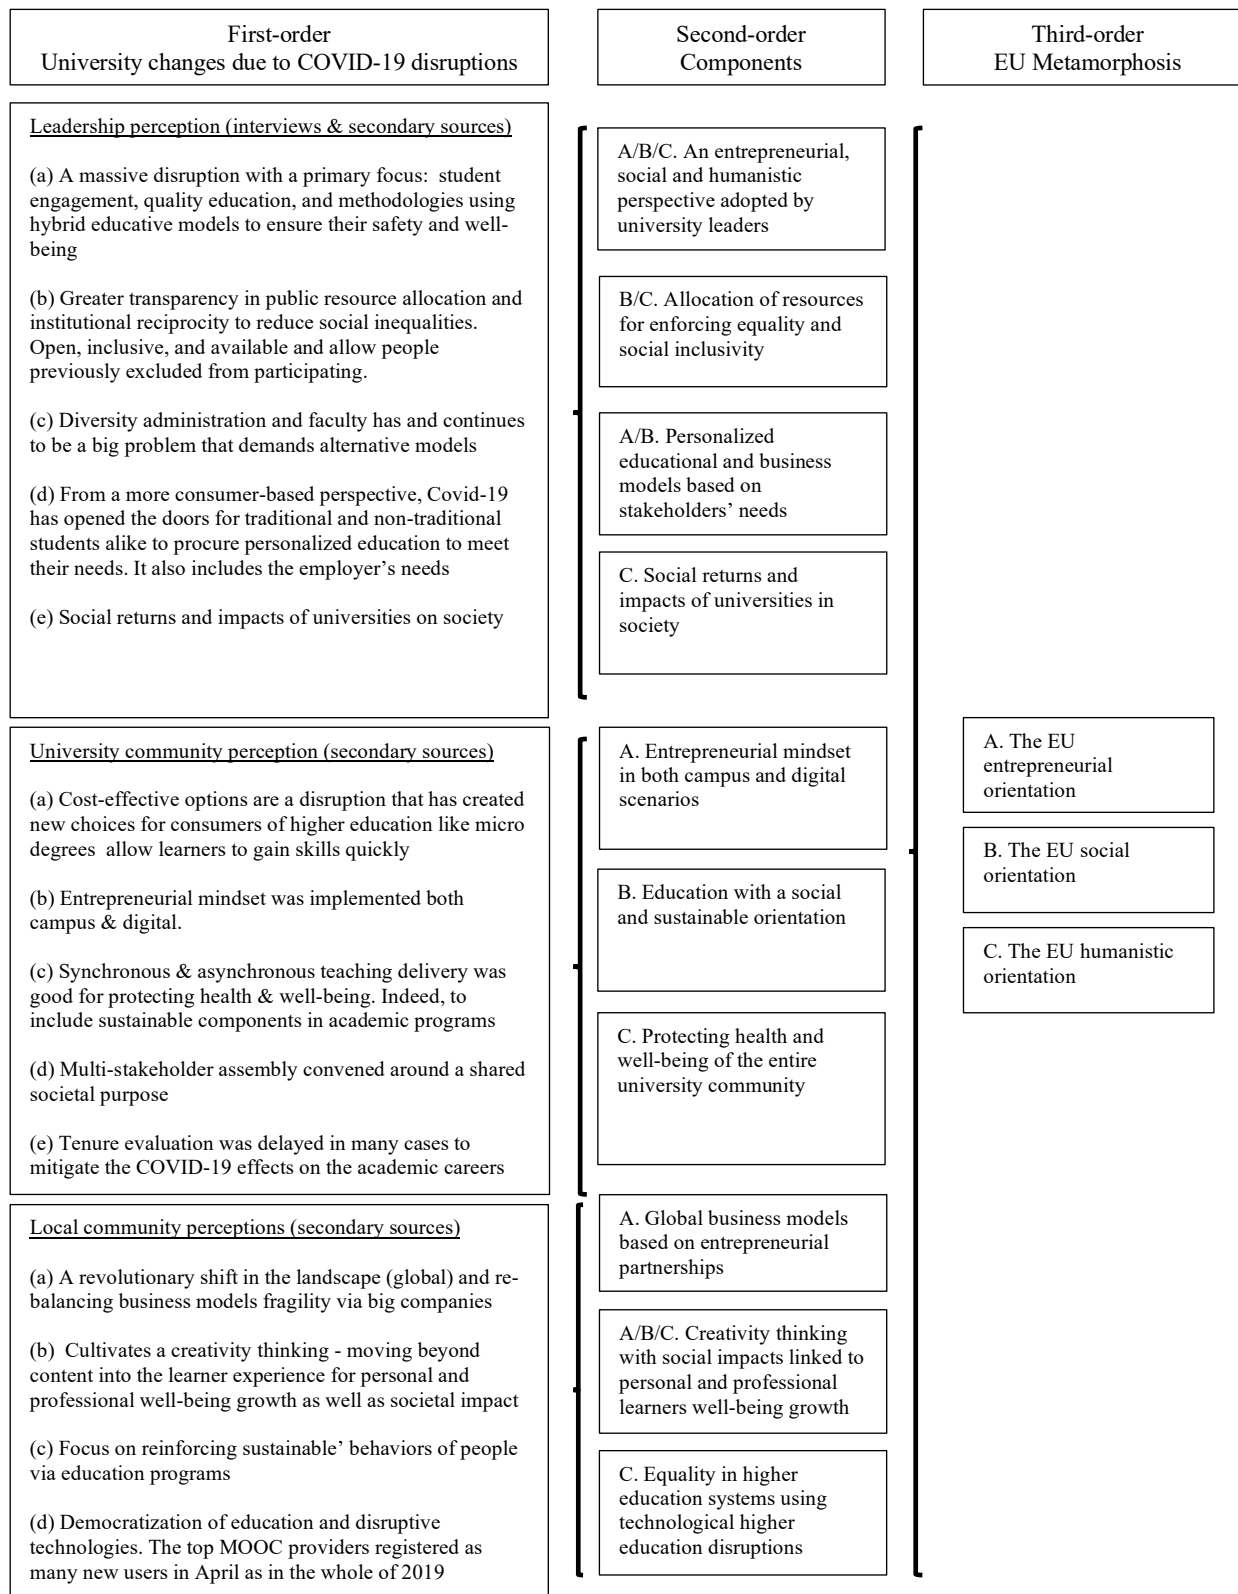 First-order
University changes due to COVID-19 disruptions
Second-order
Components
Third-order
EU Metamorphosis
Leadership perception (interviews & secondary sources)
(a) A massive disruption with a primary focus:  student
engagement, quality education, and methodologies using
hybrid educative models to ensure their safety and well-
being
(b) Greater transparency in public resource allocation and
institutional reciprocity to reduce social inequalities.
Open, inclusive, and available and allow people
previously excluded from participating.
(c) Diversity administration and faculty has and continues
to be a big problem that demands alternative models
(d) From a more consumer-based perspective, Covid-19
has opened the doors for traditional and non-traditional
students alike to procure personalized education to meet
their needs. It also includes the employer’s needs
(e) Social returns and impacts of universities on society
A/B/C. An entrepreneurial,
social and humanistic
perspective adopted by
university leaders
B/C. Allocation of resources
for enforcing equality and
social inclusivity
A/B. Personalized
educational and business
models based on
stakeholders’ needs
C. Social returns and
impacts of universities in
society
University community perception (secondary sources)
(a) Cost-effective options are a disruption that has created
new choices for consumers of higher education like micro
degrees  allow learners to gain skills quickly
(b) Entrepreneurial mindset was implemented both
campus & digital.
(c) Synchronous & asynchronous teaching delivery was
good for protecting health & well-being. Indeed, to
include sustainable components in academic programs
(d) Multi-stakeholder assembly convened around a shared
societal purpose
(e) Tenure evaluation was delayed in many cases to
mitigate the COVID-19 effects on the academic careers
A. Entrepreneurial mindset
in both campus and digital
scenarios
B. Education with a social
and sustainable orientation
C. Protecting health and
well-being of the entire
university community
Local community perceptions (secondary sources)
(a) A revolutionary shift in the landscape (global) and re-
balancing business models fragility via big companies
(b)  Cultivates a creativity thinking - moving beyond
content into the learner experience for personal and
professional well-being growth as well as societal impact
(c) Focus on reinforcing sustainable’ behaviors of people
via education programs
(d) Democratization of education and disruptive
technologies. The top MOOC providers registered as
many new users in April as in the whole of 2019
A. Global business models
based on entrepreneurial
partnerships
A/B/C. Creativity thinking
with social impacts linked to
personal and professional
learners well-being growth
C. Equality in higher
education systems using
technological higher
education disruptions
A. The EU
entrepreneurial
orientation
B. The EU social
orientation
C. The EU humanistic
orientation